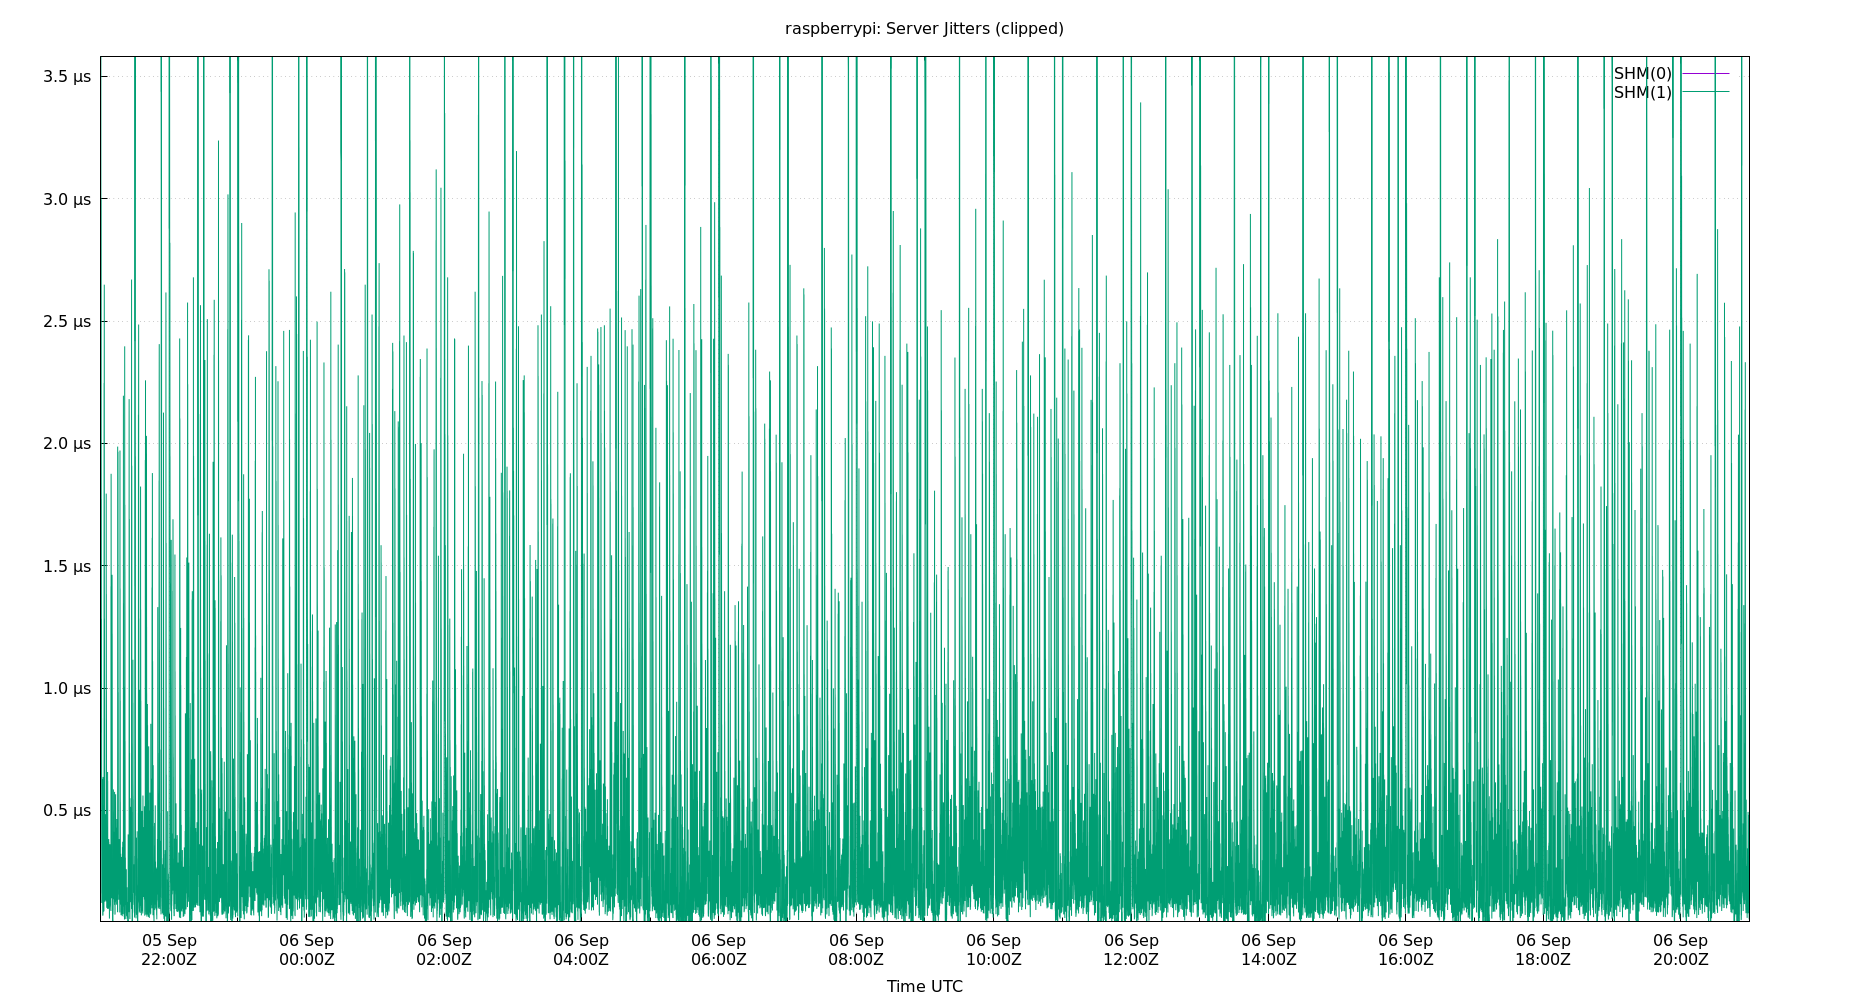 raspberrypi: Server Jitters (clipped)
3.5 µs
3.0 µs
2.5 µs
2.0 µs
1.5 µs
1.0 µs
0.5 µs
SHM(0)
SHM(1)
05 Sep 06 Sep 06 Sep 06 Sep 06 Sep 06 Sep 06 Sep 06 Sep 06 Sep 06 Sep 06 Sep 06 Sep
22:00Z 00:00Z 02:00Z 04:00Z 06:00Z 08:00Z 10:00Z 12:00Z 14:00Z 16:00Z 18:00Z 20:00Z
Time UTC